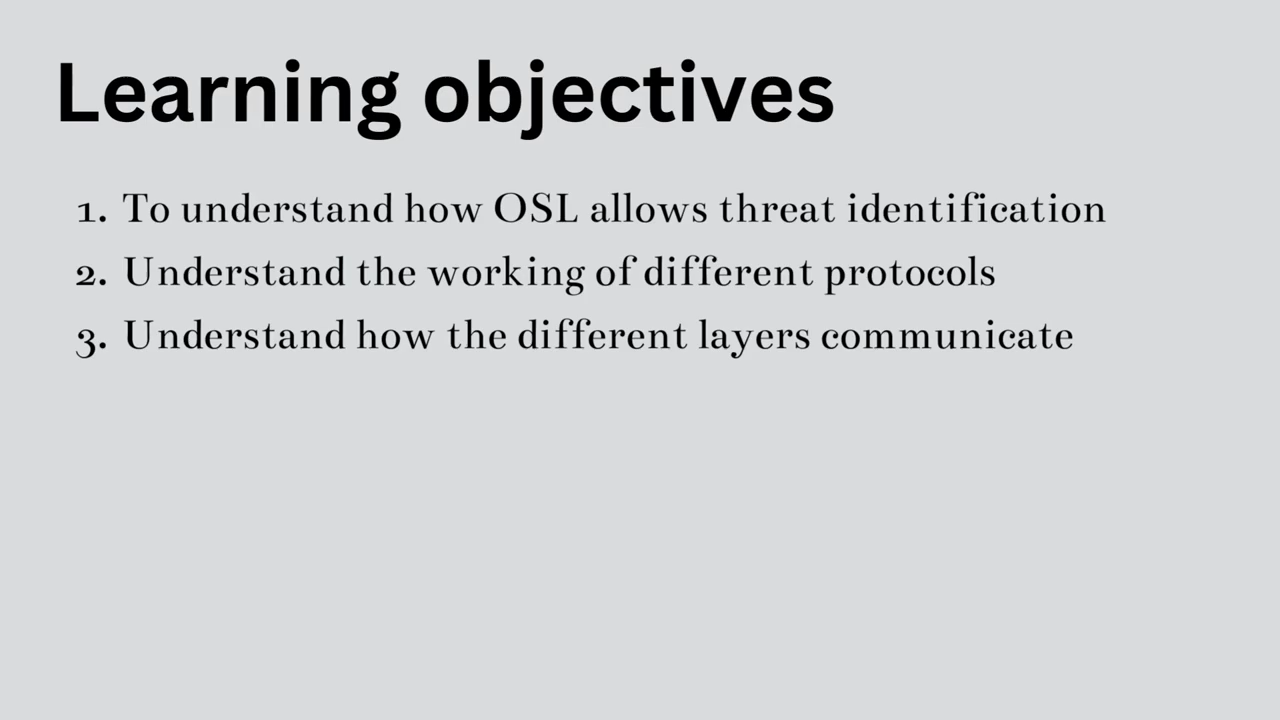 Learning objectives
1. To understand how OSL allows threat identification
2. Understand the working of different protocols
3. Understand how the different layers communicate